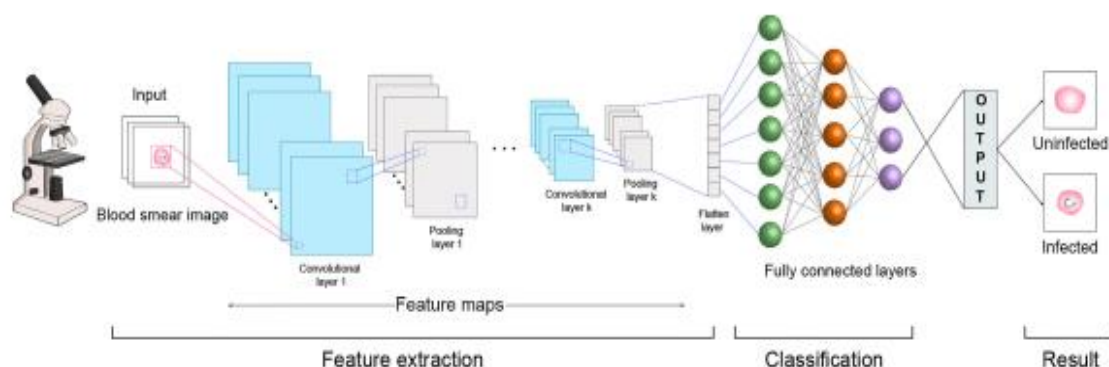 Input
Blood smear image
Convolutional
layer 1
Pooling
layer 1
Convolutional
layer k
Pooling
layer k
Flatten
layer
Fully connected layers
OUTPUT
Uninfected
Infected
Feature maps
Feature extraction
Classification
Result